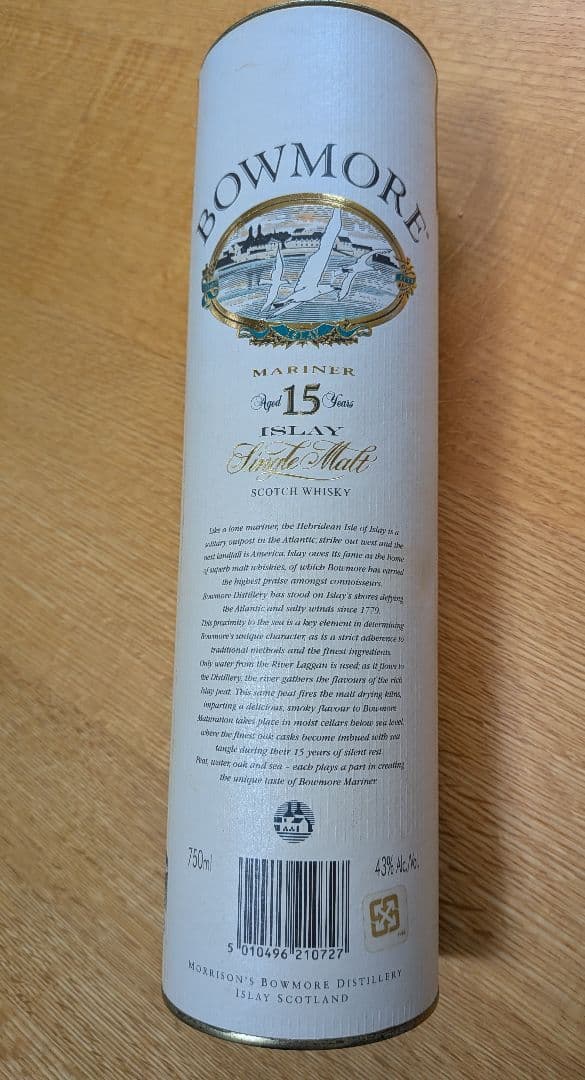 BOWMORE
ISLAY
MARINER
Aged 15 Years
ISLAY
Single Malt
SCOTCH WHISKY
Like a lone mariner, the Hebridean Isle of Islay is a
solitary outpost in the Atlantic; strike out west and the
next landfall is America. Islay owes its fame as the home
of superb malt whiskies, of which Bowmore has earned
the highest praise amongst connoisseurs.
Bowmore Distillery has stood on Islay's shores defying
the Atlantic and salty winds since 1779.
This proximity to the sea is a key element in determining
Bowmore's unique character, as is a strict adherence to
traditional methods and the finest ingredients.
Only water from the River Laggan is used; as it flows to
the Distillery, the river gathers the flavours of the rich
Islay peat. This same peat fires the malt drying kilns,
imparting a delicious, smoky flavour to Bowmore.
Maturation takes place in moist cellars below sea level,
where the finest oak casks become imbued with sea
tangle during their 15 years of silent rest.
Peat, water, oak and sea - each plays a part in creating
the unique taste of Bowmore Mariner.
750ml
43% Alc./Vol.
5 010496 210727
MORRISON'S BOWMORE DISTILLERY
ISLAY SCOTLAND